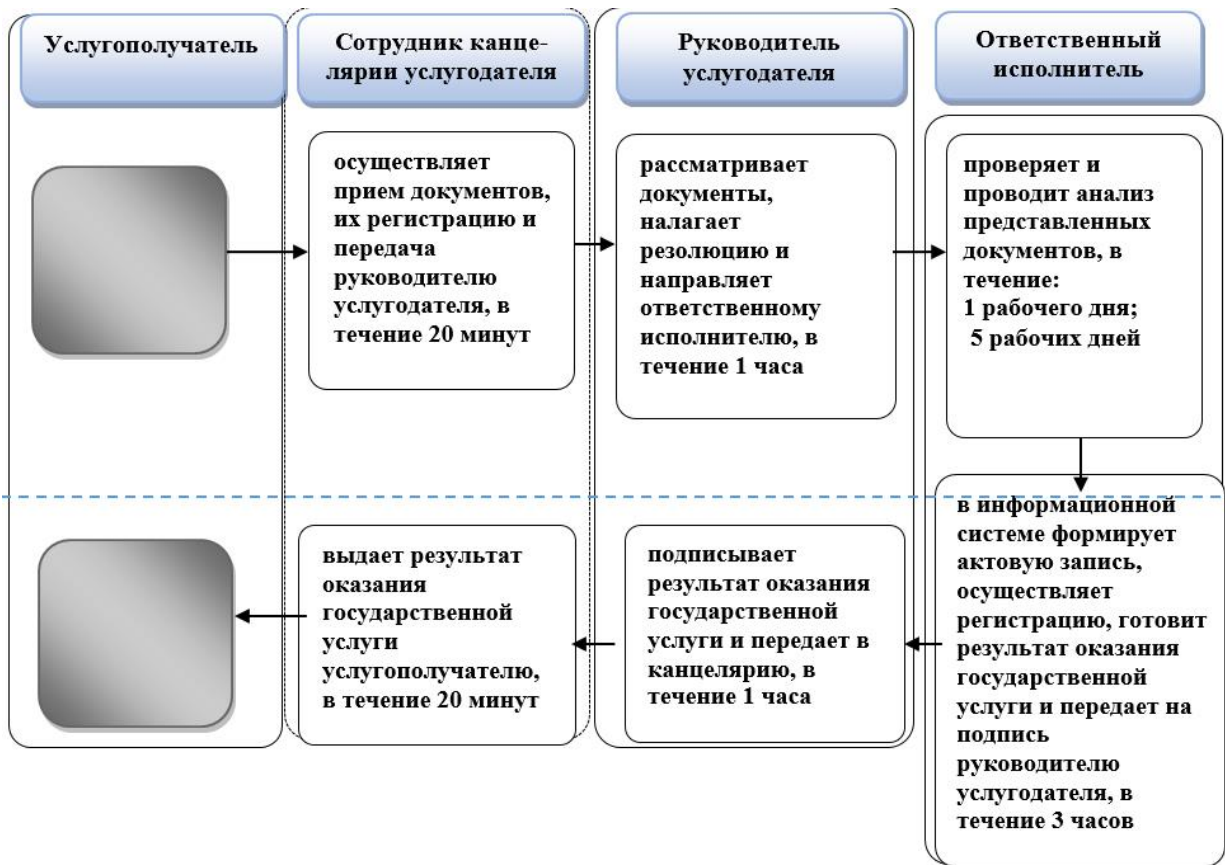 Услугополучатель
Сотрудник канце-
лярии услугодателя
Руководитель
услугодателя
Ответственный
исполнитель
осуществляет
прием документов,
их регистрацию и
передача
руководителю
услугодателя, в
течение 20 минут
рассматривает
документы,
налагает
резолюцию и
направляет
ответственному
исполнителю, в
течение 1 часа
проверяет и
проводит анализ
представленных
документов, в
течение:
1 рабочего дня;
5 рабочих дней
в информационной
системе формирует
актовую запись,
осуществляет
регистрацию, готовит
результат оказания
государственной
услуги и передает на
подпись
руководителю
услугодателя, в
течение 3 часов
подписывает
результат оказания
государственной
услуги и передает в
канцелярию, в
течение 1 часа
выдает результат
оказания
государственной
услуги
услугополучателю,
в течение 20 минут